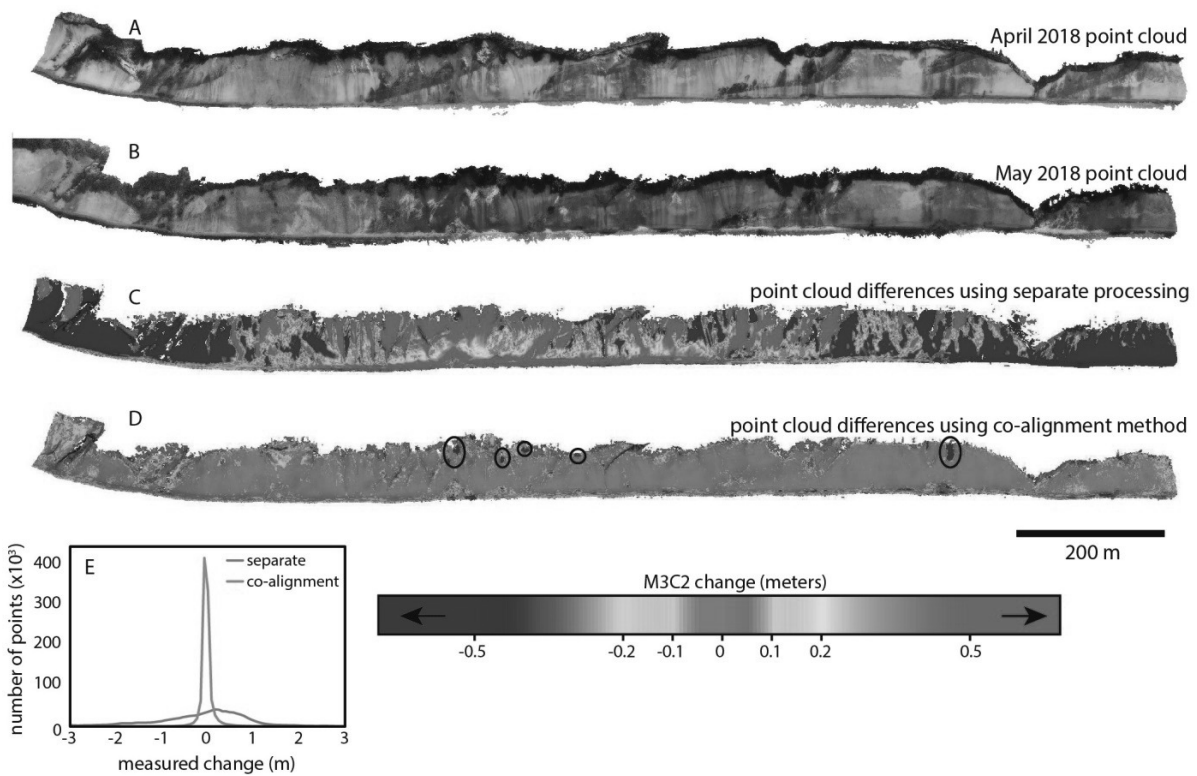 A
April 2018 point cloud
B
May 2018 point cloud
C
point cloud differences using separate processing
D
point cloud differences using co-alignment method
200 m
E
separate
co-alignment
number of points (x10³)
400
300
200
100
0
-3 -2 -1 0 1 2 3
measured change (m)
M3C2 change (meters)
-0.5 -0.2 -0.1 0 0.1 0.2 0.5